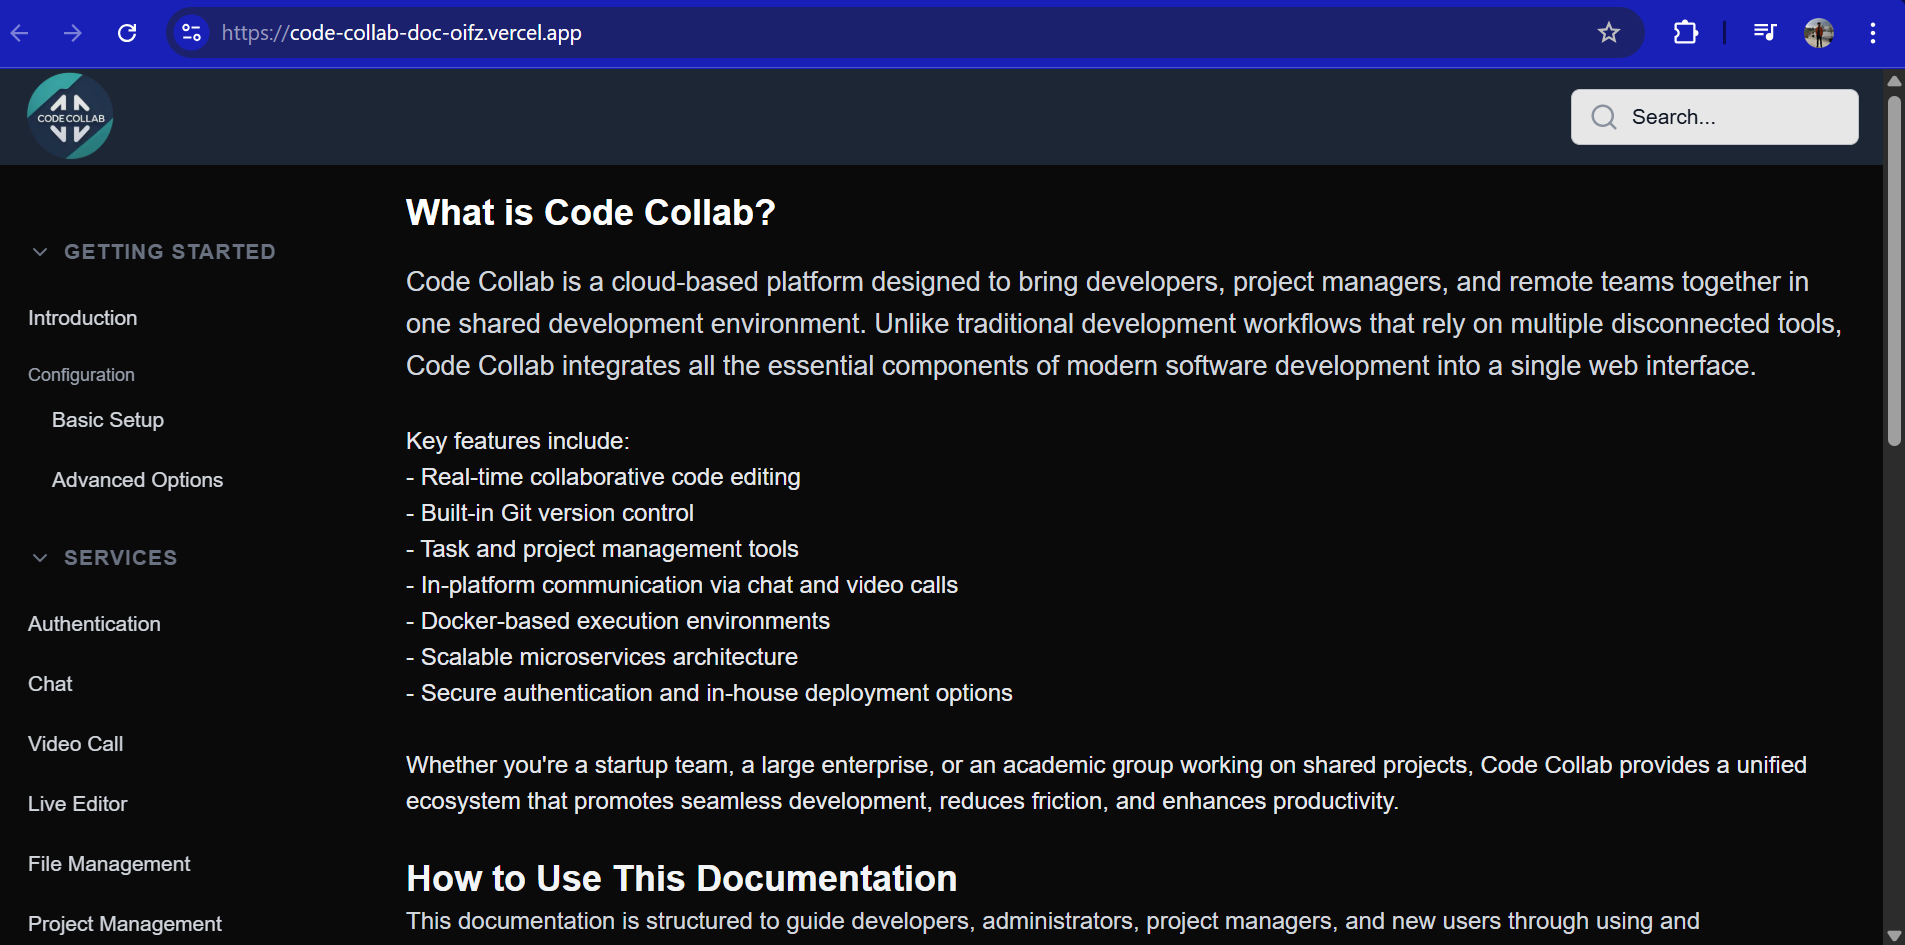 https://code-collab-doc-oifz.vercel.app
CODE COLLAB
Search...
GETTING STARTED
Introduction
Configuration
Basic Setup
Advanced Options
SERVICES
Authentication
Chat
Video Call
Live Editor
File Management
Project Management
What is Code Collab?
Code Collab is a cloud-based platform designed to bring developers, project managers, and remote teams together in
one shared development environment. Unlike traditional development workflows that rely on multiple disconnected tools,
Code Collab integrates all the essential components of modern software development into a single web interface.
Key features include:
- Real-time collaborative code editing
- Built-in Git version control
- Task and project management tools
- In-platform communication via chat and video calls
- Docker-based execution environments
- Scalable microservices architecture
- Secure authentication and in-house deployment options
Whether you're a startup team, a large enterprise, or an academic group working on shared projects, Code Collab provides a unified
ecosystem that promotes seamless development, reduces friction, and enhances productivity.
How to Use This Documentation
This documentation is structured to guide developers, administrators, project managers, and new users through using and